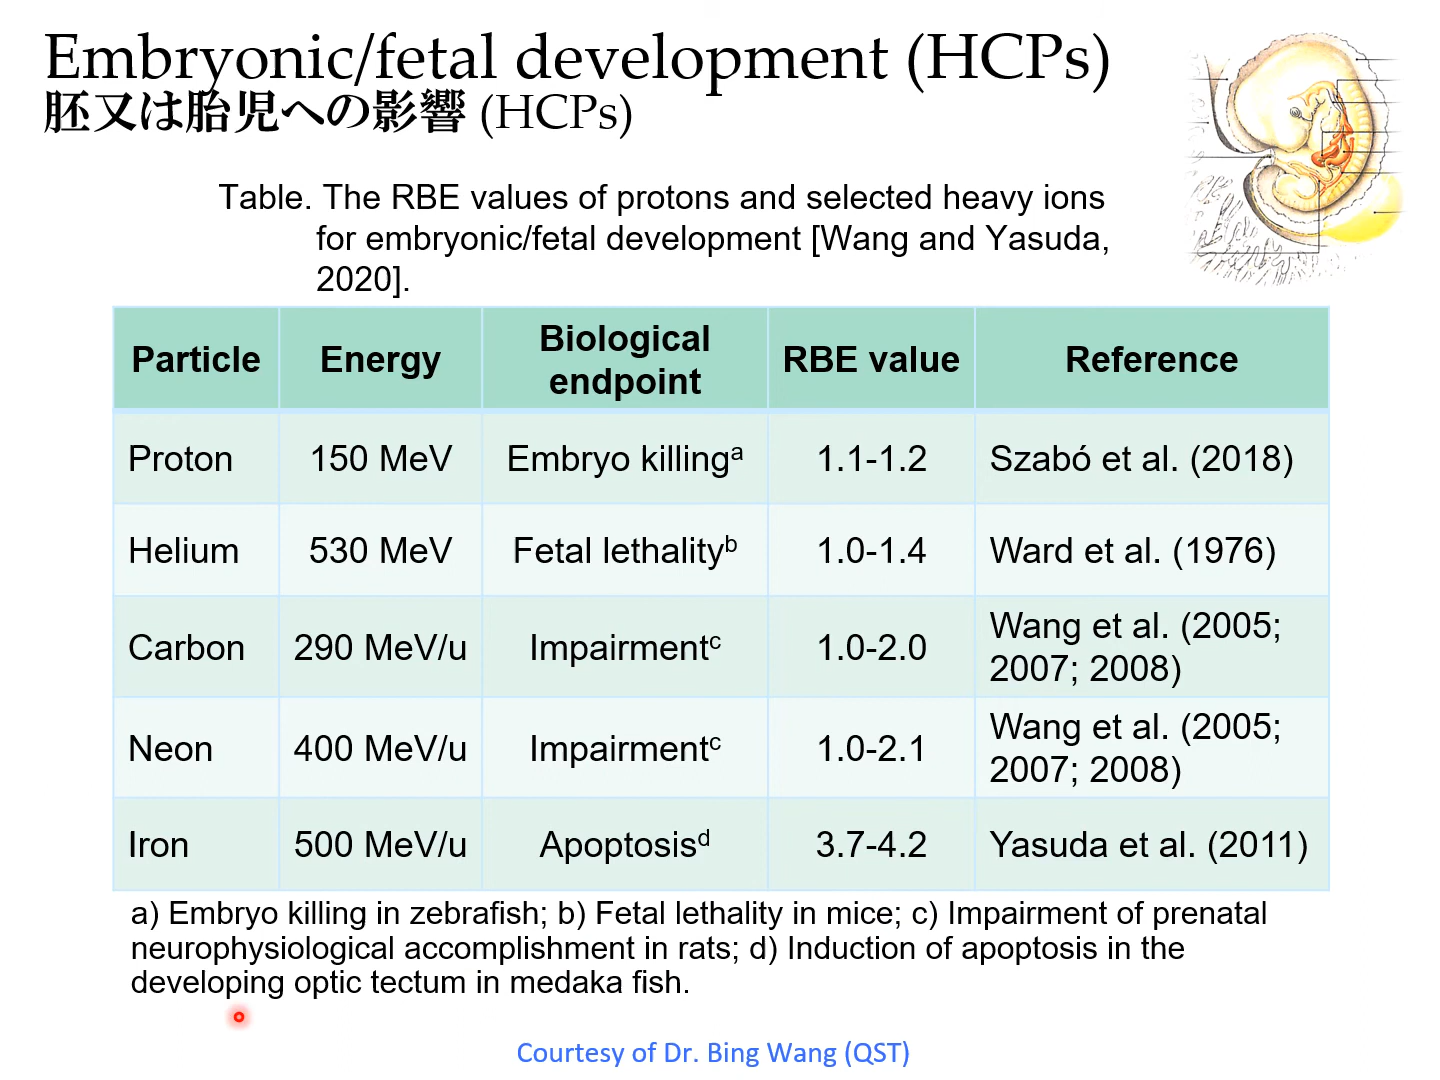 Embryonic/fetal development (HCPs)
胚又は胎児への影響 (HCPs)
Table. The RBE values of protons and selected heavy ions
for embryonic/fetal development [Wang and Yasuda,
2020].
Particle
Energy
Biological
endpoint
RBE value
Reference
Proton
150 MeV
Embryo killingᵃ
1.1-1.2
Szabó et al. (2018)
Helium
530 MeV
Fetal lethalityᵇ
1.0-1.4
Ward et al. (1976)
Carbon
290 MeV/u
Impairmentᶜ
1.0-2.0
Wang et al. (2005;
2007; 2008)
Neon
400 MeV/u
Impairmentᶜ
1.0-2.1
Wang et al. (2005;
2007; 2008)
Iron
500 MeV/u
Apoptosisᵈ
3.7-4.2
Yasuda et al. (2011)
a) Embryo killing in zebrafish; b) Fetal lethality in mice; c) Impairment of prenatal
neurophysiological accomplishment in rats; d) Induction of apoptosis in the
developing optic tectum in medaka fish.
Courtesy of Dr. Bing Wang (QST)